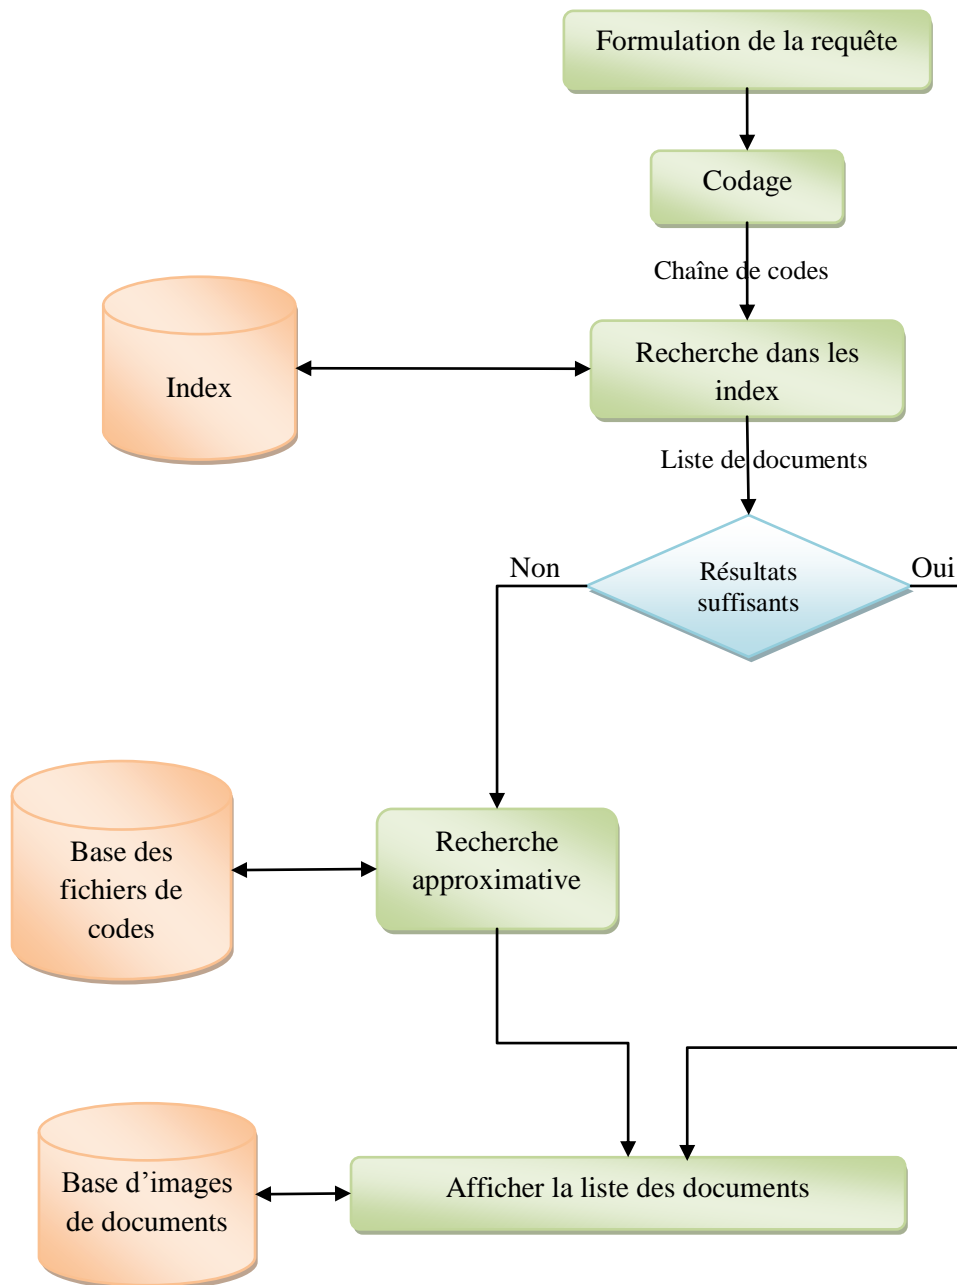 Formulation de la requête
Codage
Chaîne de codes
Recherche dans les
index
Index
Liste de documents
Non
Résultats
suffisants
Oui
Recherche
approximative
Base des
fichiers de
codes
Afficher la liste des documents
Base d’images
de documents